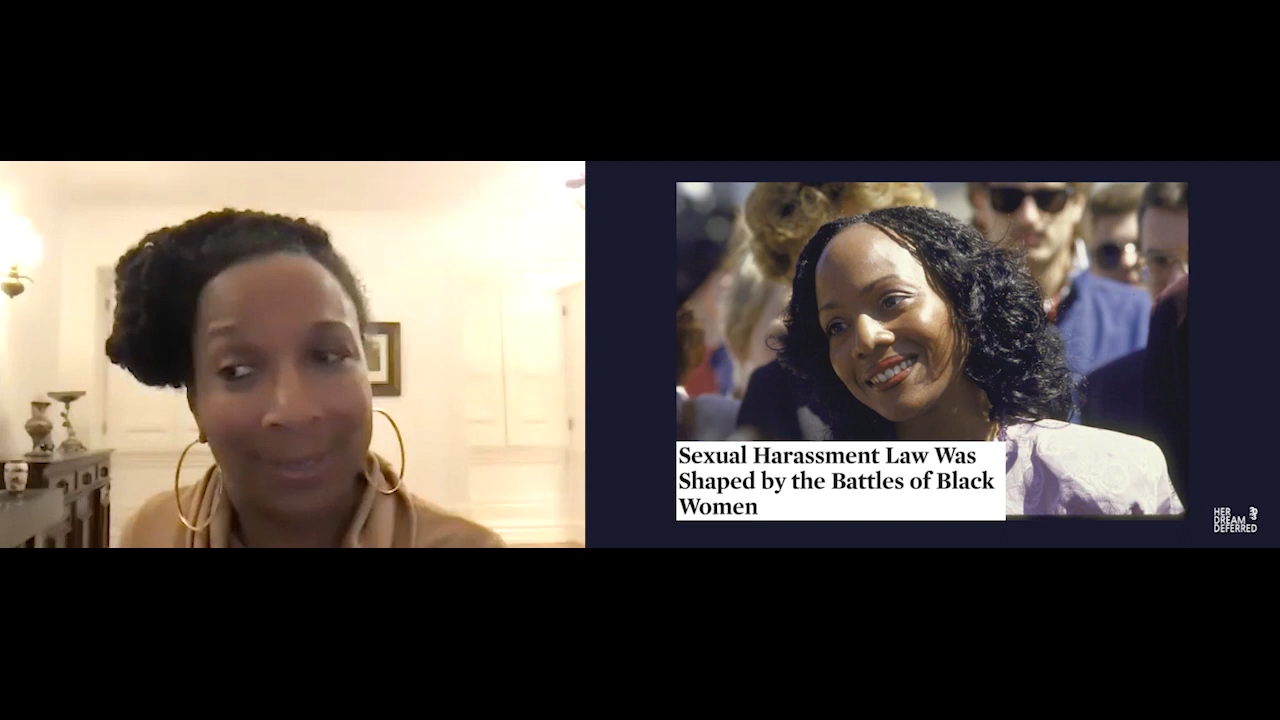 Sexual Harassment Law Was
Shaped by the Battles of Black
Women
HER
DREAM
DEFERRED